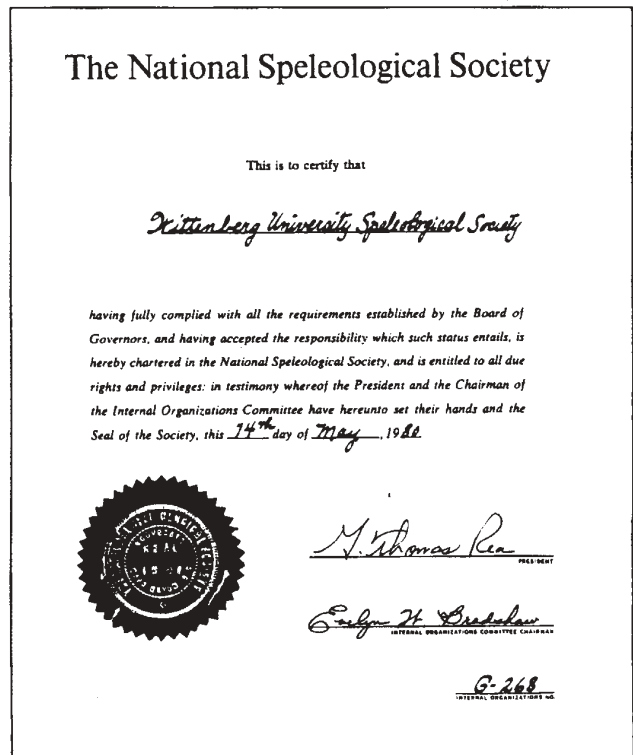 The National Speleological Society
This is to certify that
Wittenberg University Speleological Society
having fully complied with all the requirements established by the Board of
Governors, and having accepted the responsibility which such status entails, is
hereby chartered in the National Speleological Society, and is entitled to all due
rights and privileges: in testimony whereof the President and the Chairman of
the Internal Organizations Committee have hereunto set their hands and the
Seal of the Society, this 14th day of May, 1980
SEAL
G. Thomas Rea
PRESIDENT
Evelyn W. Bradshaw
INTERNAL ORGANIZATIONS COMMITTEE CHAIRMAN
G-268
INTERNAL ORGANIZATIONS NO.